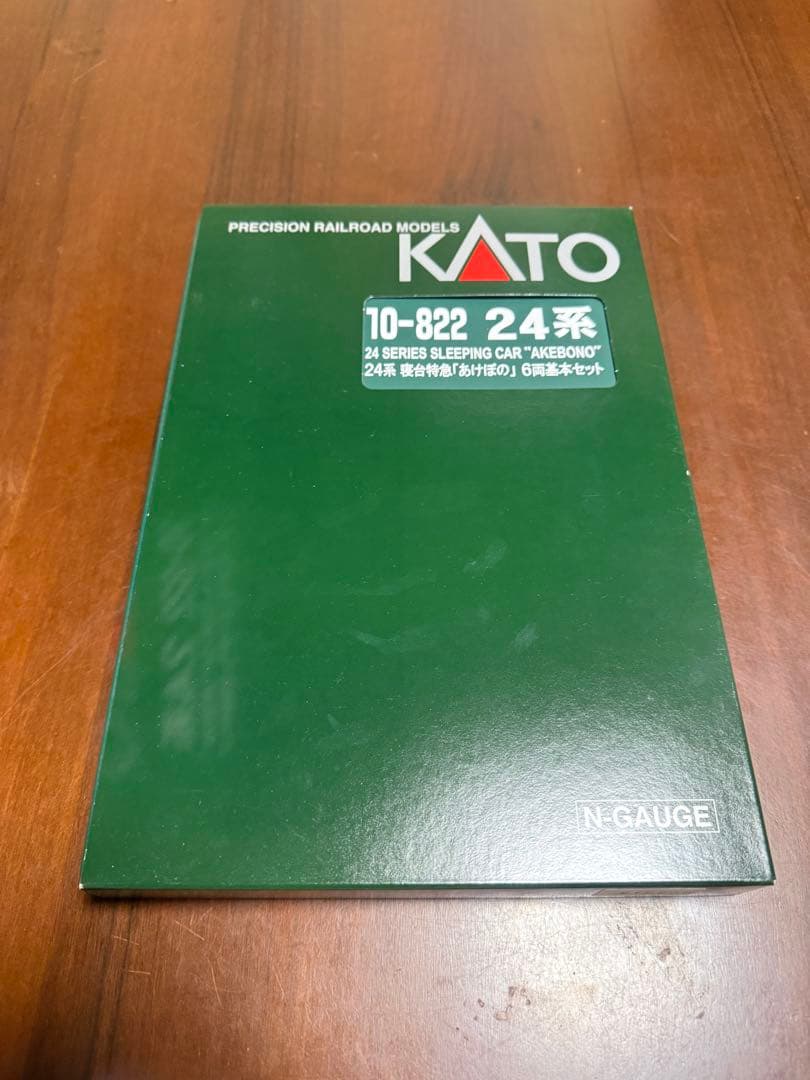 PRECISION RAILROAD MODELS
KATO
10-822 24系
24 SERIES SLEEPING CAR "AKEBONO"
24系 寝台特急「あけぼの」 6両基本セット
N-GAUGE